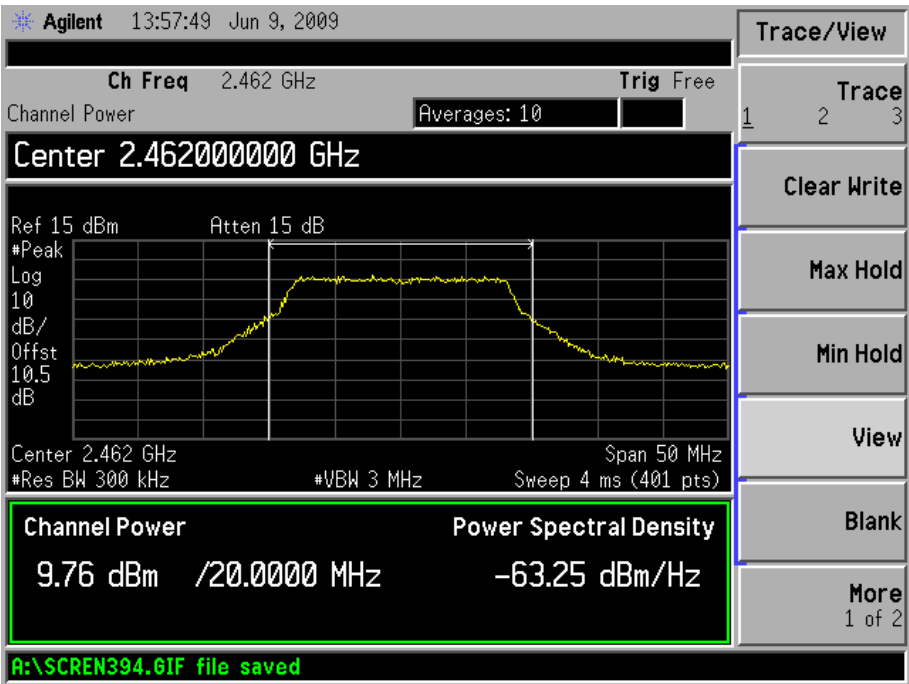 Agilent 13:57:49 Jun 9, 2009
Trace/View
Ch Freq 2.462 GHz Trig Free
Channel Power Averages: 10
Trace
1 2 3
Center 2.462000000 GHz
Clear Write
Ref 15 dBm Atten 15 dB
#Peak
Log
10
dB/
Offst
10.5
dB
Max Hold
Min Hold
View
Center 2.462 GHz Span 50 MHz
#Res BW 300 kHz #VBW 3 MHz Sweep 4 ms (401 pts)
Blank
Channel Power Power Spectral Density
9.76 dBm /20.0000 MHz -63.25 dBm/Hz
More
1 of 2
A:\SCREN394.GIF file saved